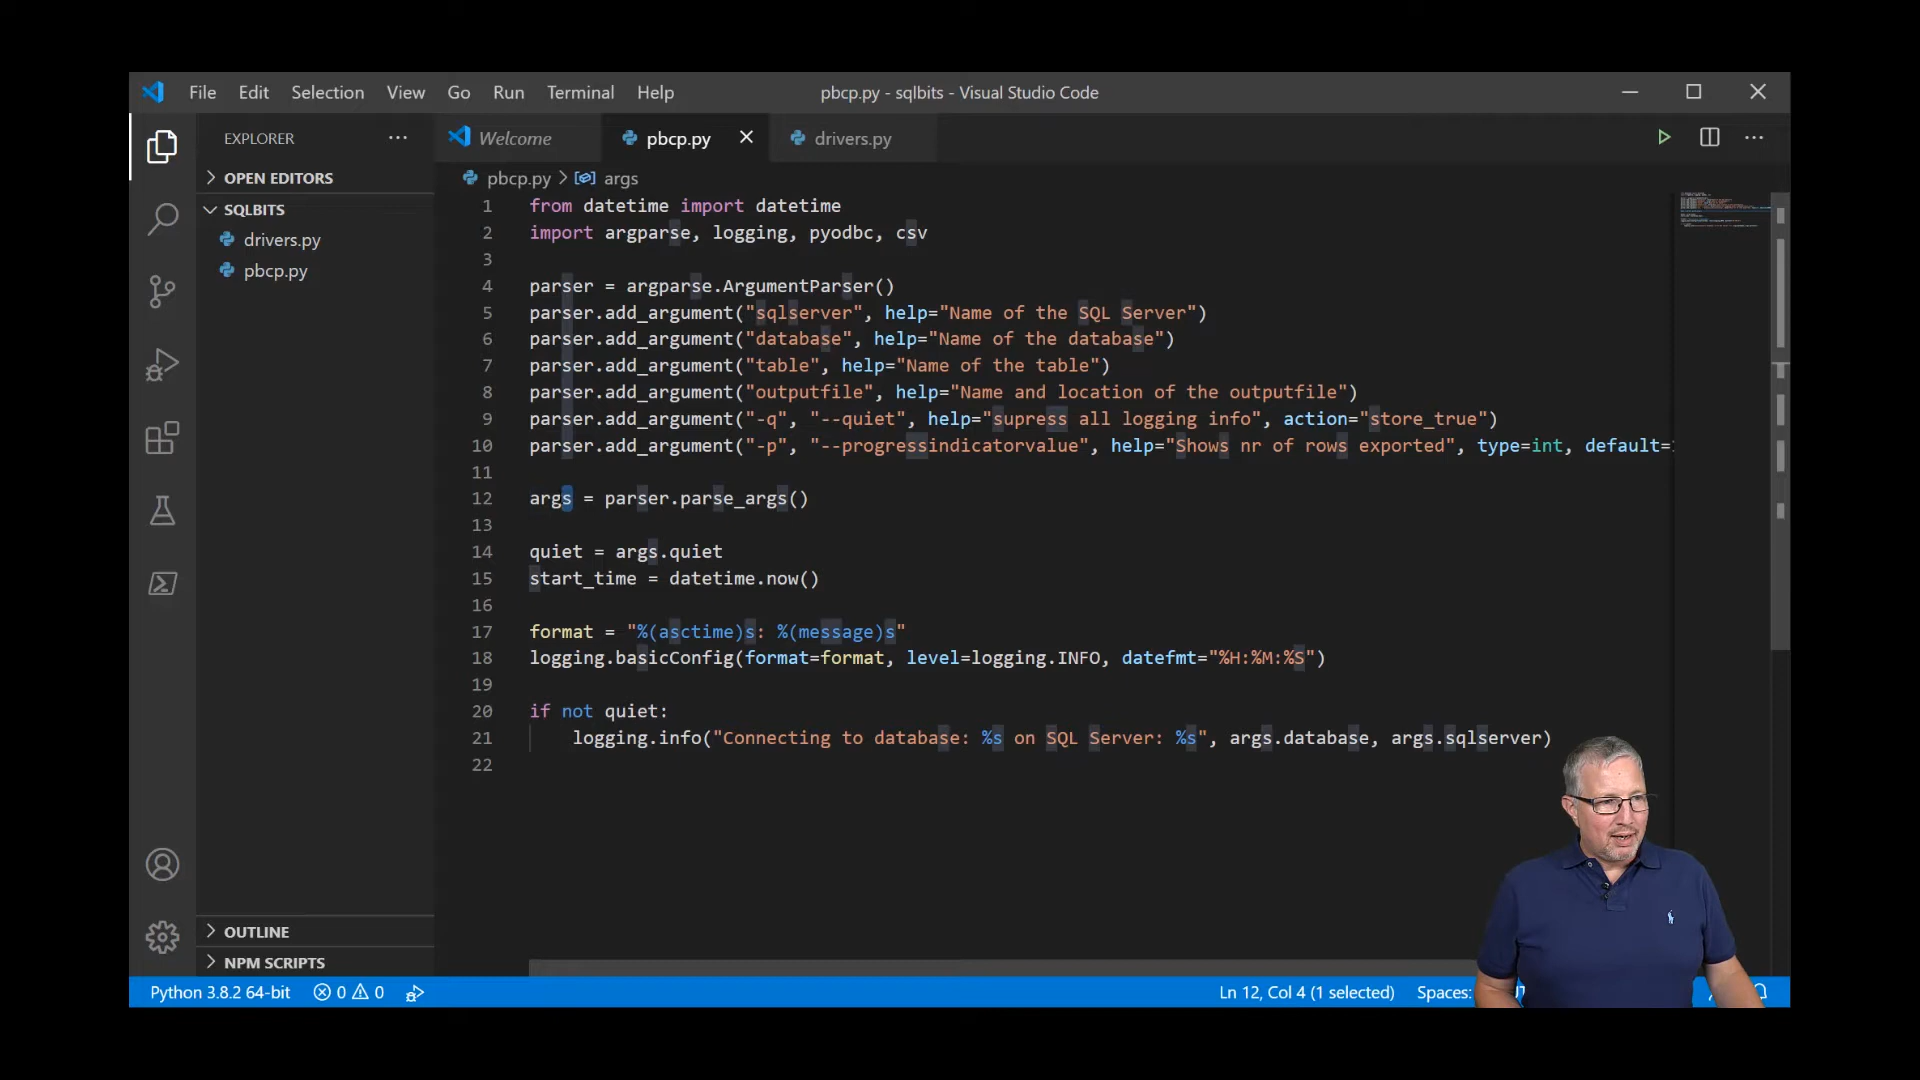 File Edit Selection View Go Run Terminal Help pbcp.py - sqlbits - Visual Studio Code
EXPLORER
OPEN EDITORS
SQLBITS
drivers.py
pbcp.py
OUTLINE
NPM SCRIPTS
Welcome pbcp.py drivers.py
pbcp.py > args
1 from datetime import datetime
2 import argparse, logging, pyodbc, csv
3
4 parser = argparse.ArgumentParser()
5 parser.add_argument("sqlserver", help="Name of the SQL Server")
6 parser.add_argument("database", help="Name of the database")
7 parser.add_argument("table", help="Name of the table")
8 parser.add_argument("outputfile", help="Name and location of the outputfile")
9 parser.add_argument("-q", "--quiet", help="supress all logging info", action="store_true")
10 parser.add_argument("-p", "--progressindicatorvalue", help="Shows nr of rows exported", type=int, default=
11
12 args = parser.parse_args()
13
14 quiet = args.quiet
15 start_time = datetime.now()
16
17 format = "%(asctime)s: %(message)s"
18 logging.basicConfig(format=format, level=logging.INFO, datefmt="%H:%M:%S")
19
20 if not quiet:
21 logging.info("Connecting to database: %s on SQL Server: %s", args.database, args.sqlserver)
22
Python 3.8.2 64-bit 0 0 Ln 12, Col 4 (1 selected) Spaces: